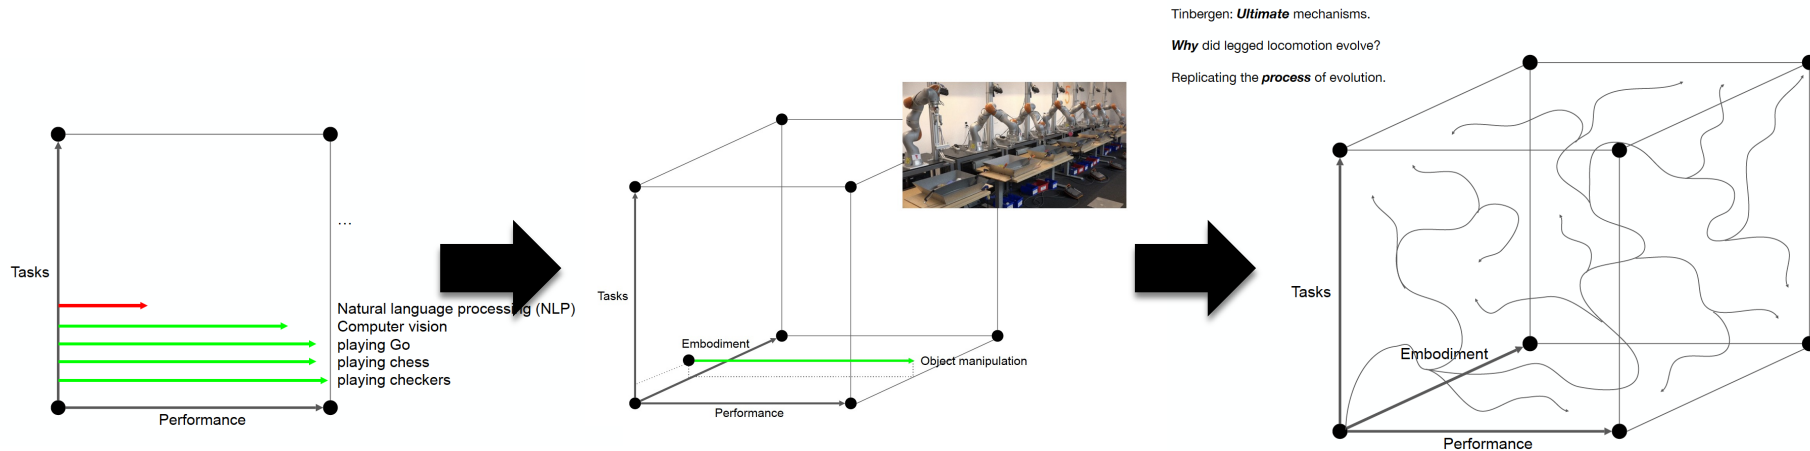 Tinbergen: Ultimate mechanisms.
Why did legged locomotion evolve?
Replicating the process of evolution.
Tasks
...
Natural language processing (NLP)
Computer vision
playing Go
playing chess
playing checkers
Performance
Tasks
Embodiment
Object manipulation
Performance
Tasks
Embodiment
Performance